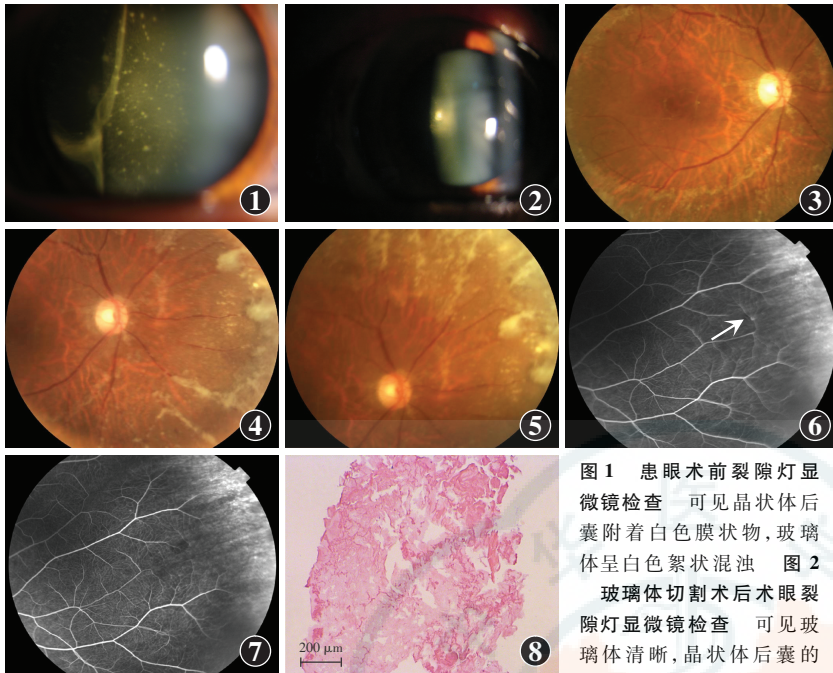 ①
②
③
④
⑤
⑥
⑦
200 μm
⑧
图1 患眼术前裂隙灯显
微镜检查 可见晶状体后
囊附着白色膜状物,玻璃
体呈白色絮状混浊 图2
玻璃体切割术后术眼裂
隙灯显微镜检查 可见玻
璃体清晰,晶状体后囊的